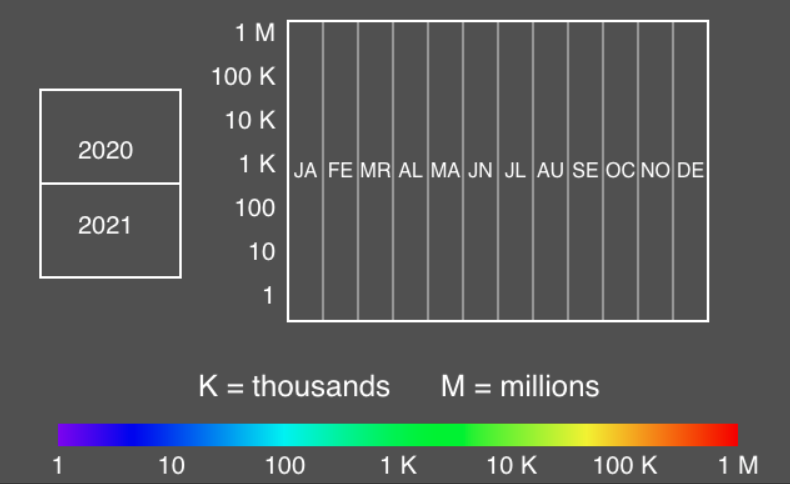 2020
2021
1 M
100 K
10 K
1 K
100
10
1
JA FE MR AL MA JN JL AU SE OC NO DE
K = thousands M = millions
1 10 100 1 K 10 K 100 K 1 M